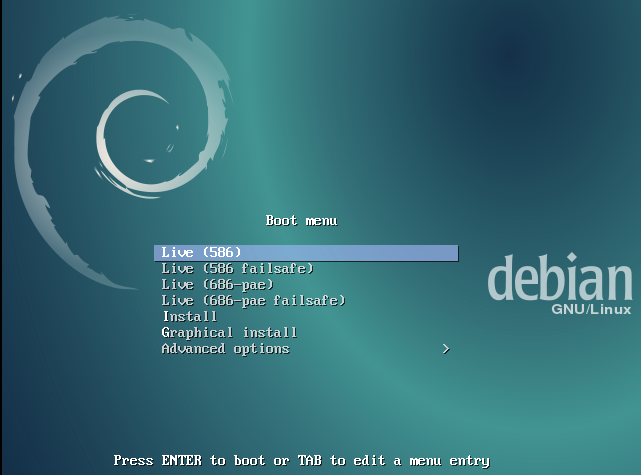 Boot menu
Live (586)
Live (586 failsafe)
Live (686-pae)
Live (686-pae failsafe)
Install
Graphical install
Advanced options >
debian
GNU/Linux
Press ENTER to boot or TAB to edit a menu entry